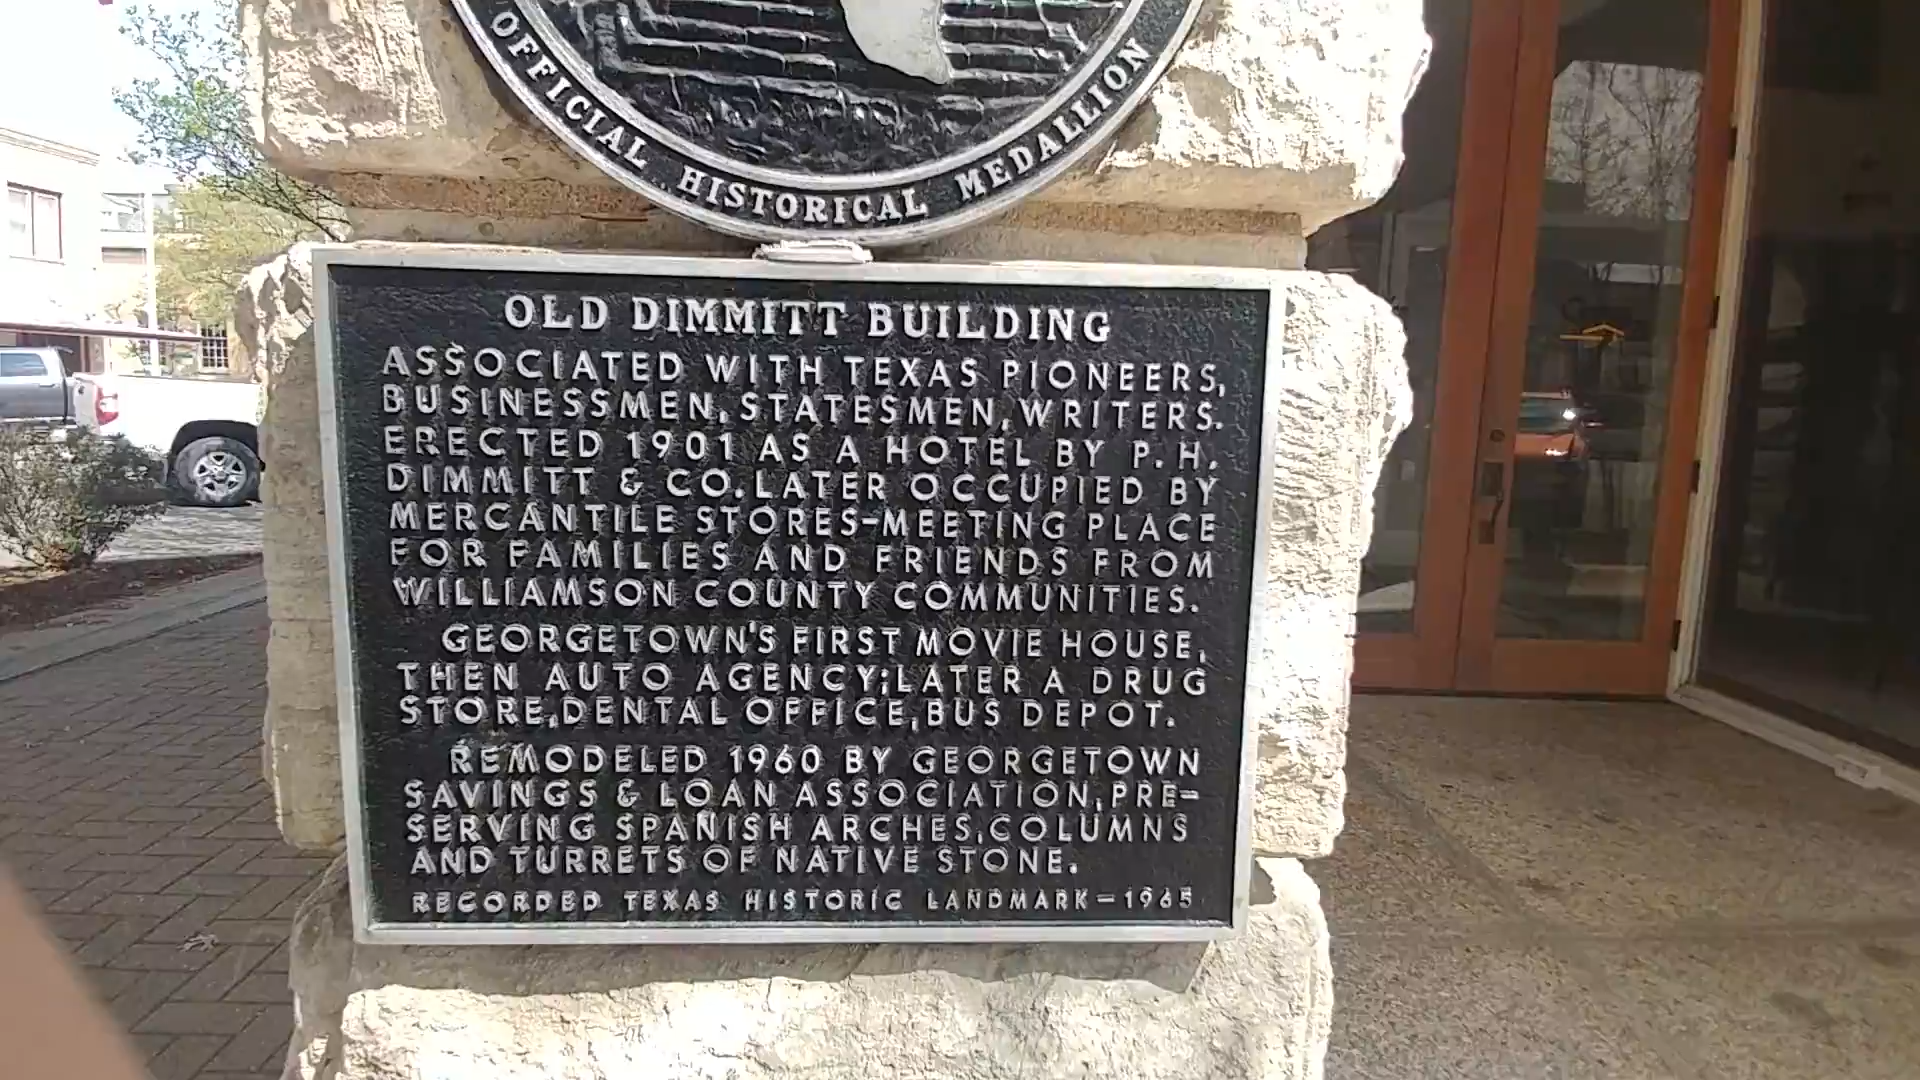 OFFICIAL HISTORICAL MEDALLION
OLD DIMMITT BUILDING
ASSOCIATED WITH TEXAS PIONEERS,
BUSINESSMEN, STATESMEN, WRITERS.
ERECTED 1901 AS A HOTEL BY P. H.
DIMMITT & CO. LATER OCCUPIED BY
MERCANTILE STORES-MEETING PLACE
FOR FAMILIES AND FRIENDS FROM
WILLIAMSON COUNTY COMMUNITIES.
GEORGETOWN'S FIRST MOVIE HOUSE,
THEN AUTO AGENCY; LATER A DRUG
STORE, DENTAL OFFICE, BUS DEPOT.
REMODELED 1960 BY GEORGETOWN
SAVINGS & LOAN ASSOCIATION, PRE-
SERVING SPANISH ARCHES, COLUMNS
AND TURRETS OF NATIVE STONE.
RECORDED TEXAS HISTORIC LANDMARK-1965